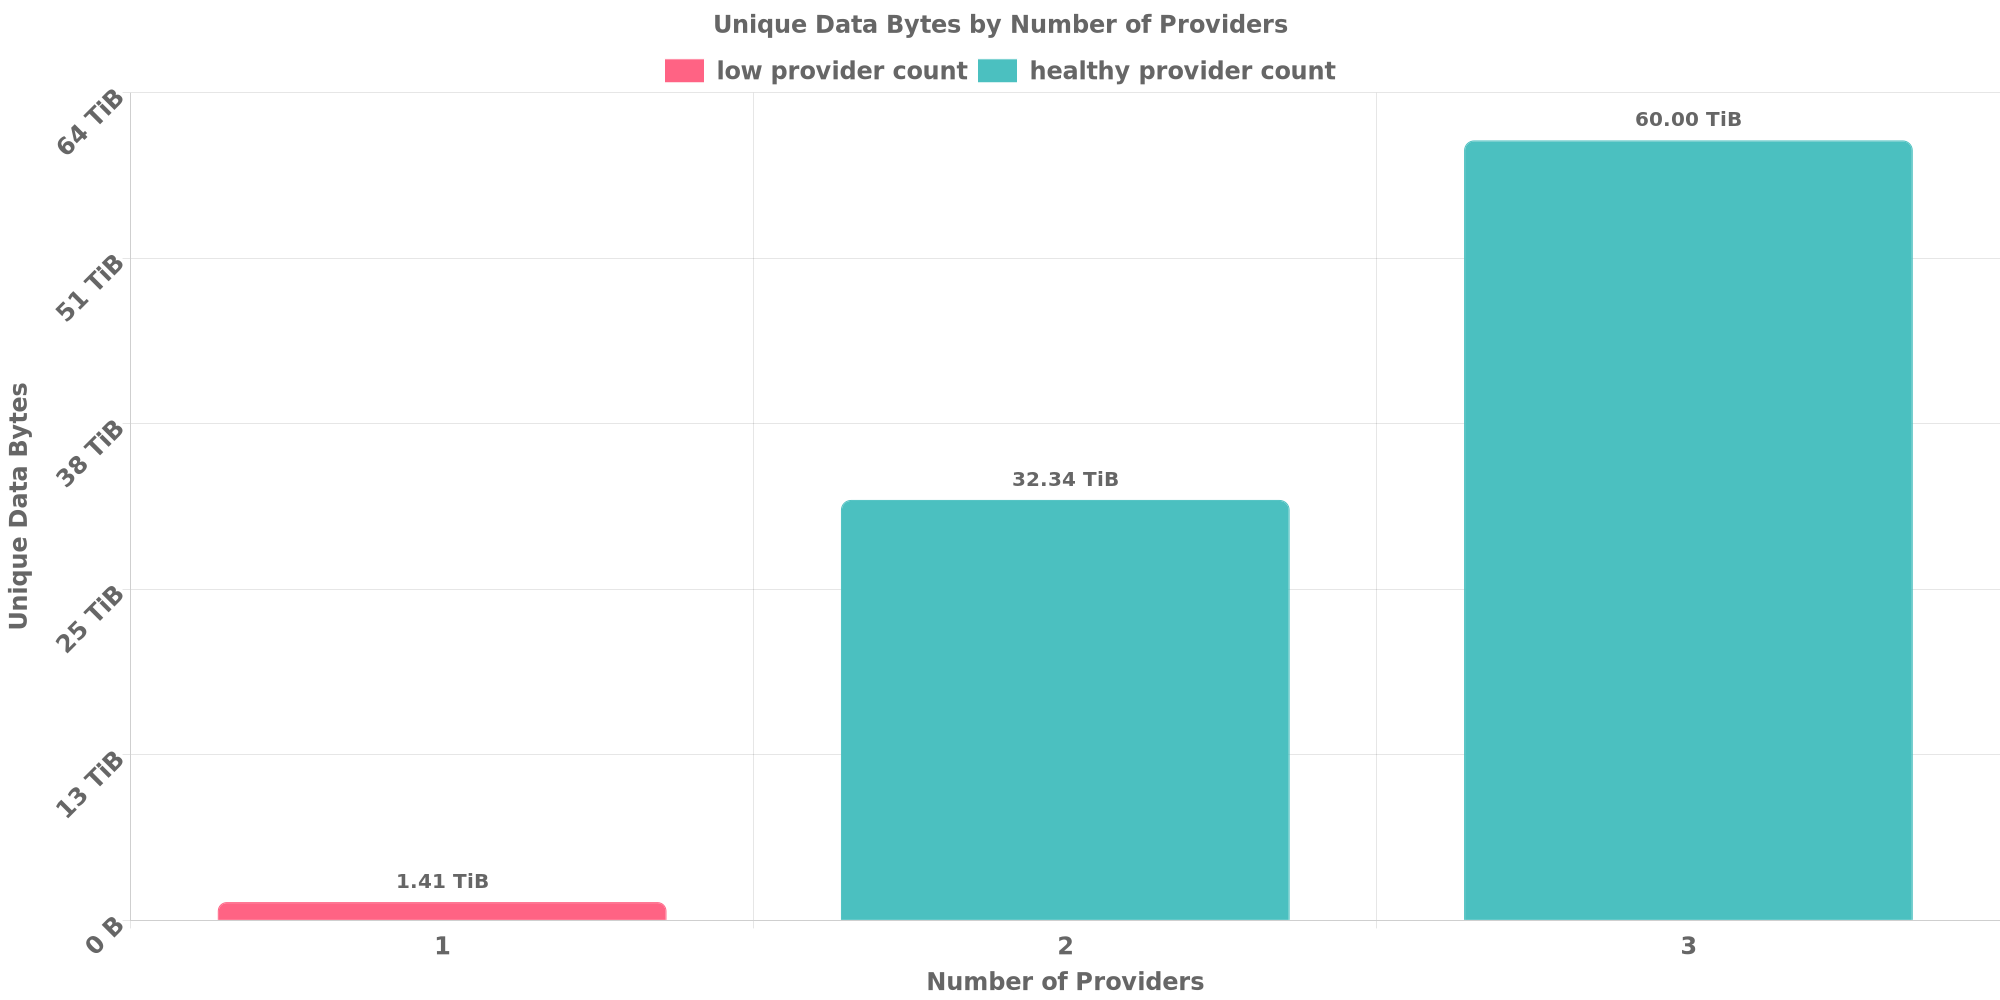 Unique Data Bytes by Number of Providers
low provider count healthy provider count
64 TiB
60.00 TiB
51 TiB
38 TiB
32.34 TiB
25 TiB
13 TiB
1.41 TiB
0 B
Unique Data Bytes
1 2 3
Number of Providers